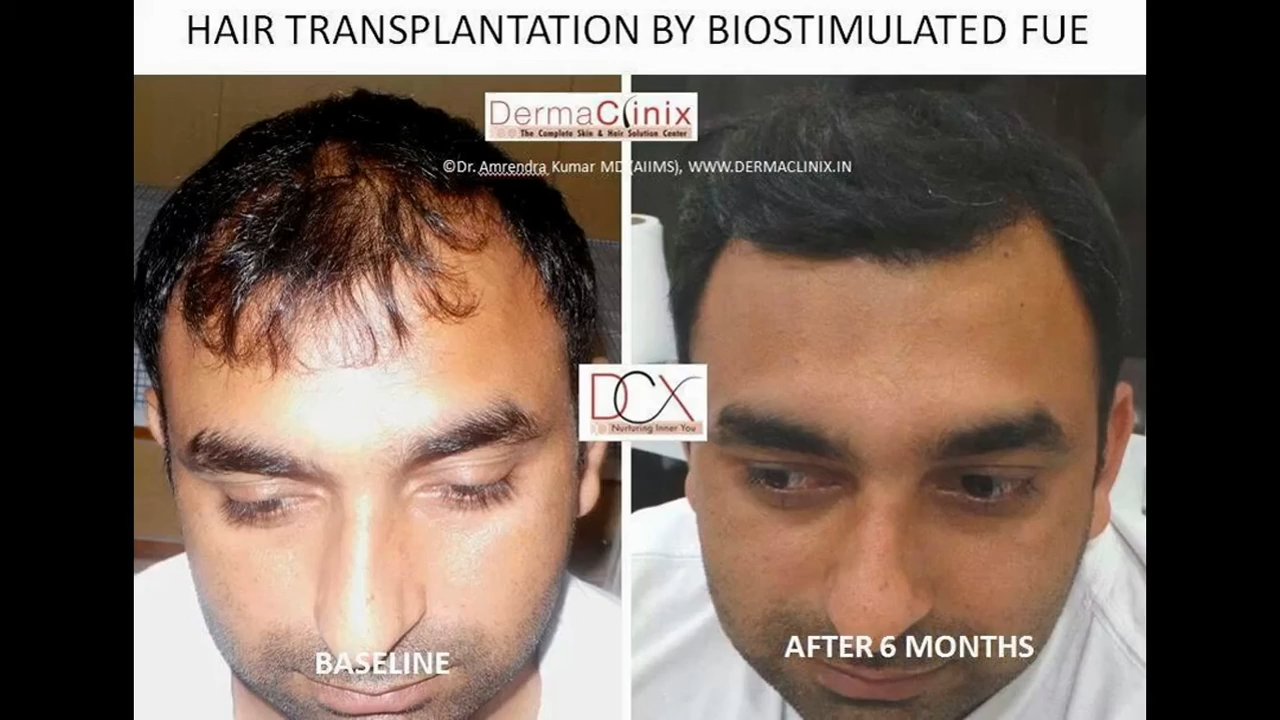 HAIR TRANSPLANTATION BY BIOSTIMULATED FUE
DermaClinix
The Complete Skin & Hair Solution Center
©Dr. Amrendra Kumar MD (AIIMS), WWW.DERMACLINIX.IN
DCX
Nurturing Inner You
BASELINE
AFTER 6 MONTHS